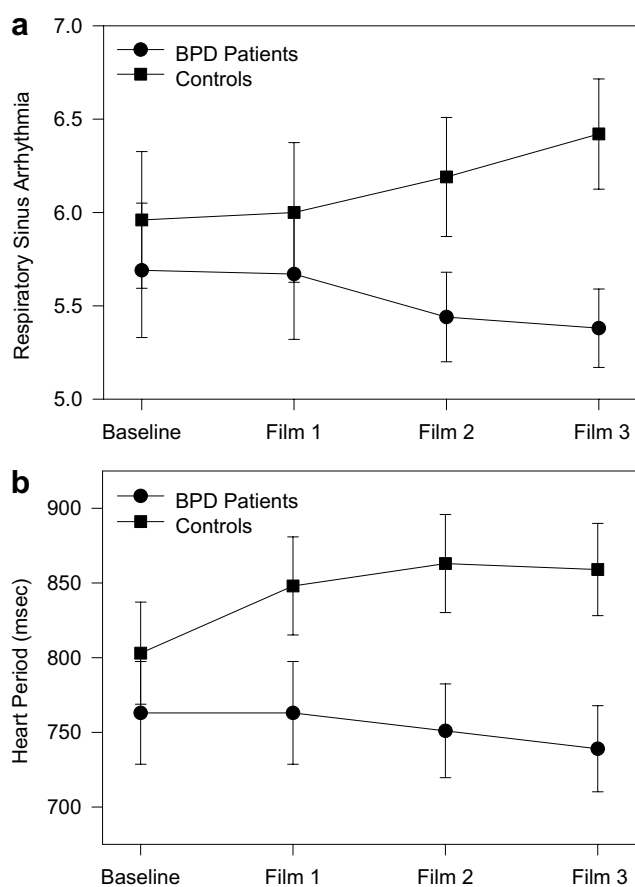 a
7.0
BPD Patients
Controls
6.5
6.0
5.5
5.0
Respiratory Sinus Arrhythmia
Baseline Film 1 Film 2 Film 3
b
900
BPD Patients
Controls
850
800
750
700
Heart Period (msec)
Baseline Film 1 Film 2 Film 3